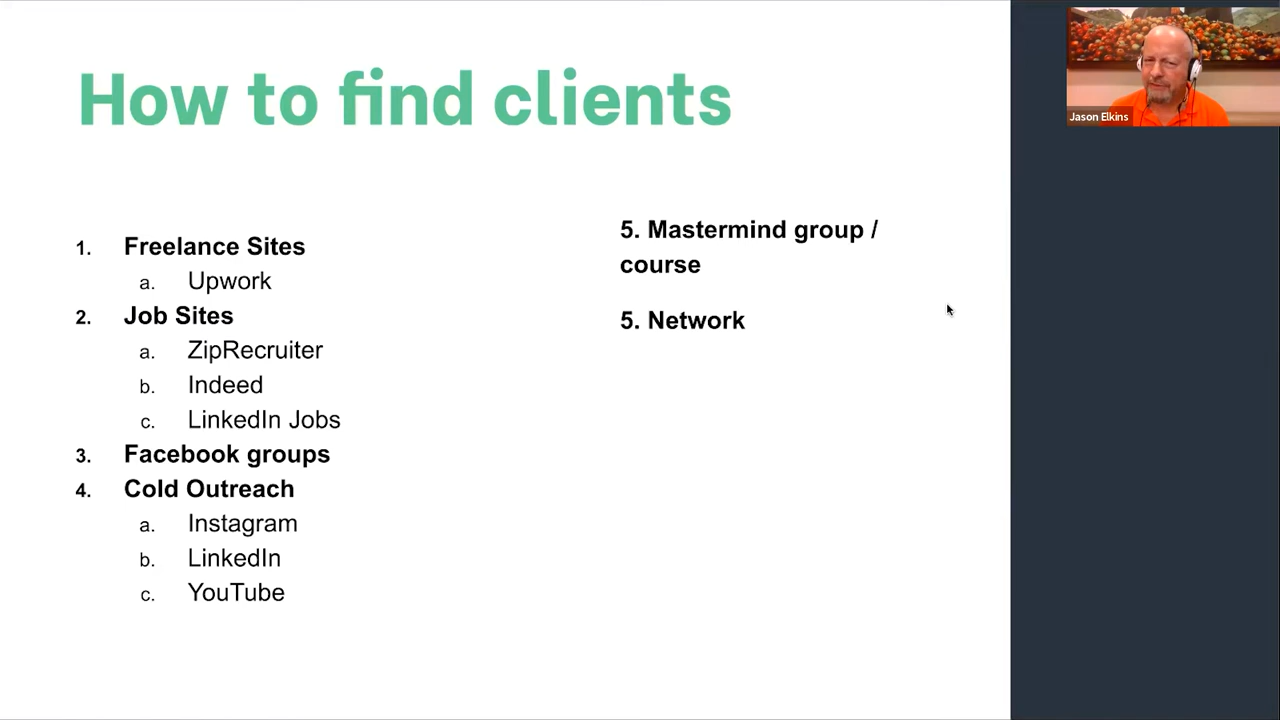 How to find clients
1. Freelance Sites
a. Upwork
2. Job Sites
a. ZipRecruiter
b. Indeed
c. LinkedIn Jobs
3. Facebook groups
4. Cold Outreach
a. Instagram
b. LinkedIn
c. YouTube
5. Mastermind group /
course
5. Network
Jason Elkins